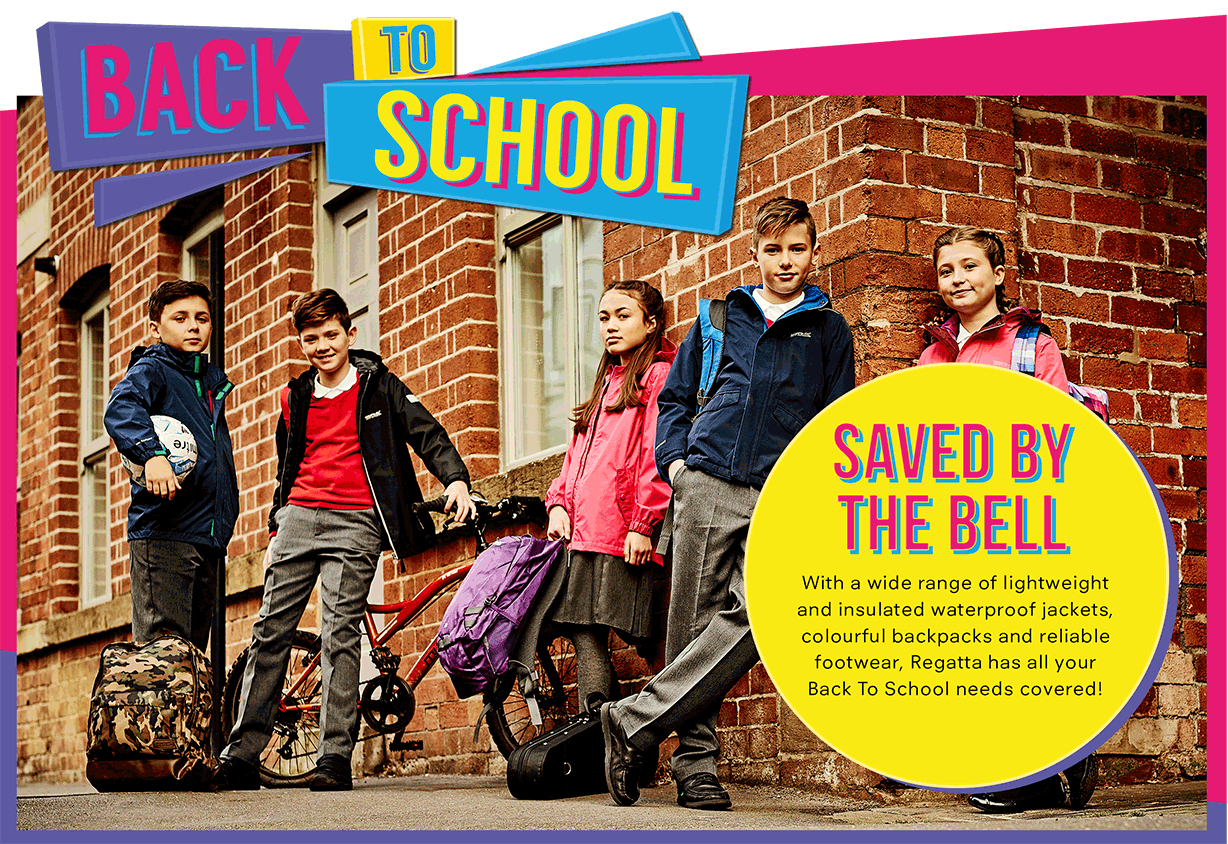 BACK
TO
SCHOOL
SAVED BY
THE BELL
With a wide range of lightweight
and insulated waterproof jackets,
colourful backpacks and reliable
footwear, Regatta has all your
Back To School needs covered!